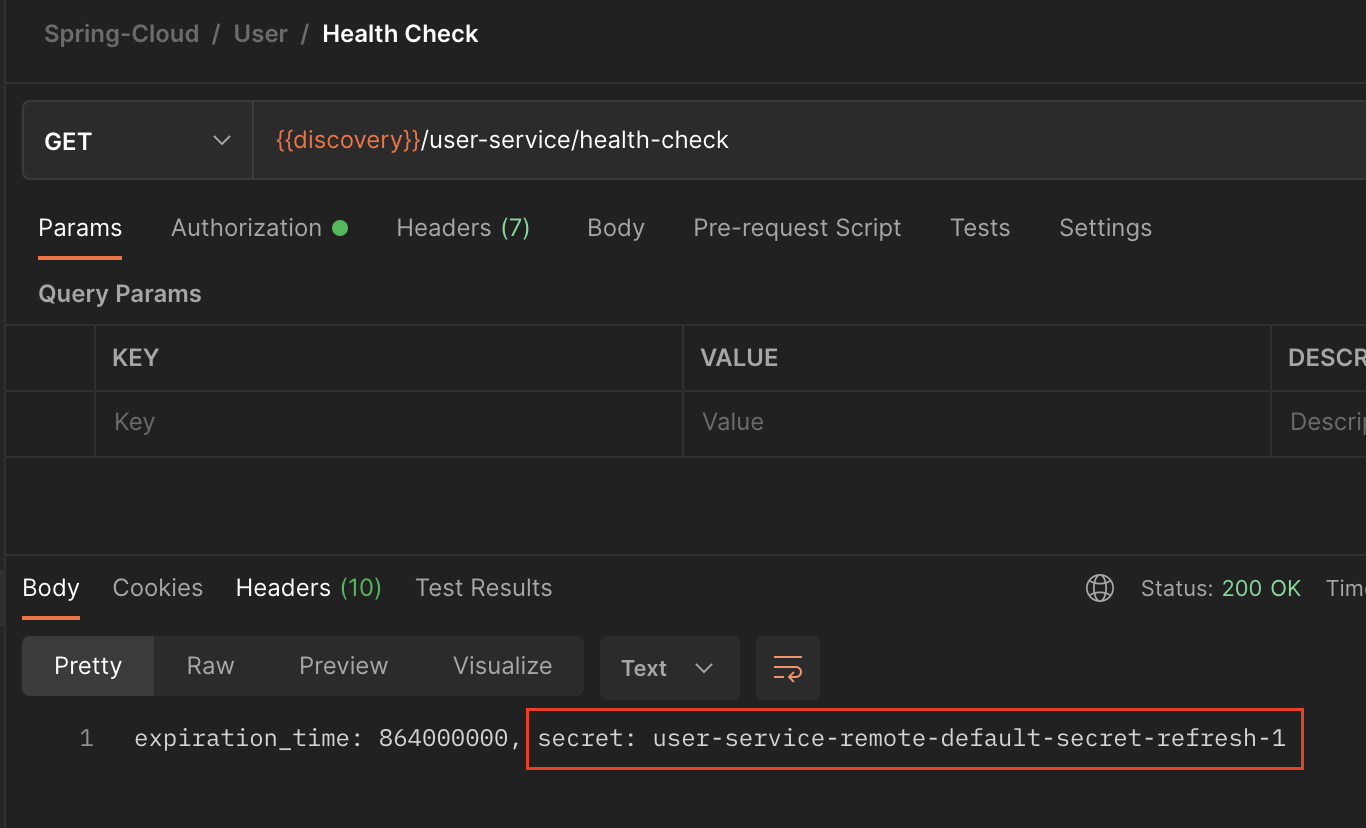 Spring-Cloud / User / Health Check
GET {{discovery}}/user-service/health-check
Params Authorization Headers (7) Body Pre-request Script Tests Settings
Query Params
KEY VALUE DESCR
Key Value Descrip
Body Cookies Headers (10) Test Results Status: 200 OK Time
Pretty Raw Preview Visualize Text
1 expiration_time: 864000000, secret: user-service-remote-default-secret-refresh-1